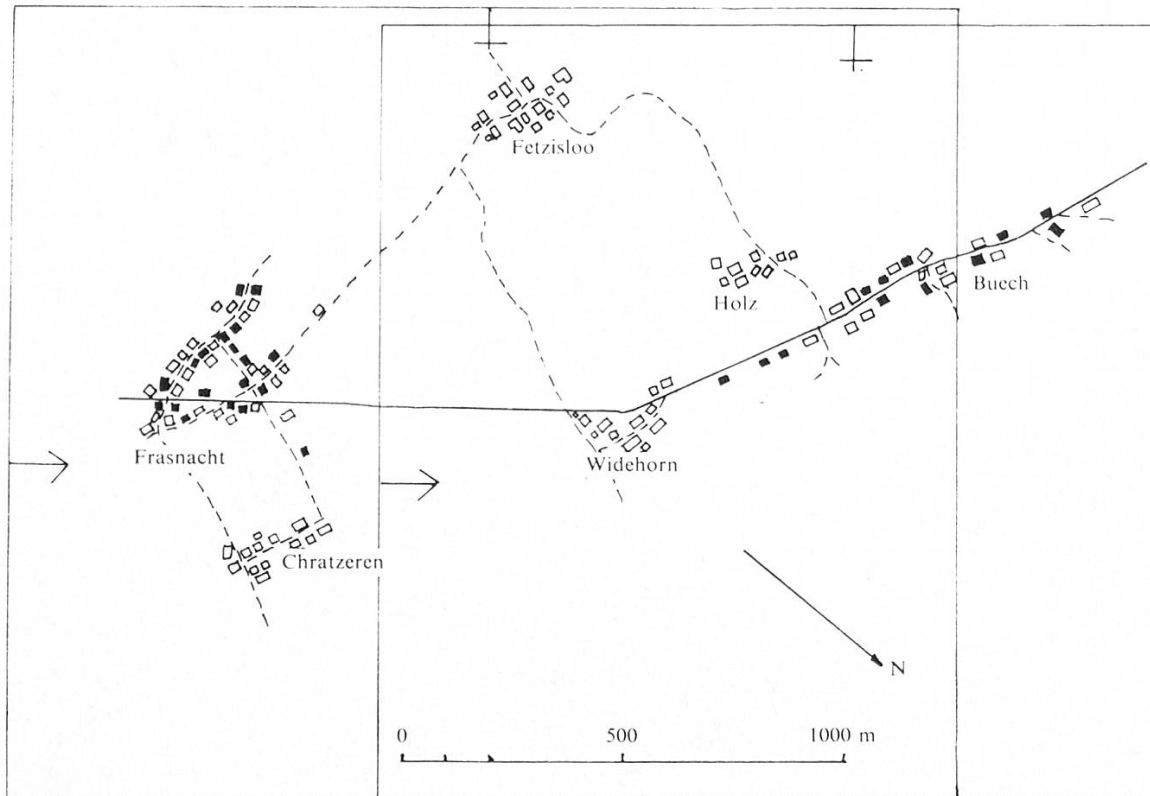 Fetzisloo
Holz
Buech
Frasnacht
Widehorn
Chratzeren
N
0 500 1000 m